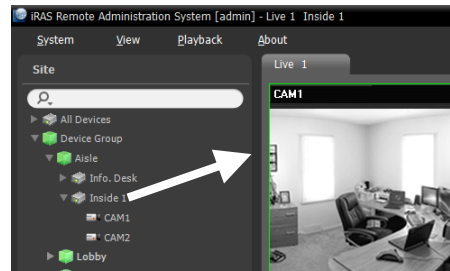 iRAS Remote Administration System [admin] - Live 1 Inside 1
System View Playback About
Site
Live 1
CAM1
All Devices
Device Group
Aisle
Info. Desk
Inside 1
CAM1
CAM2
Lobby